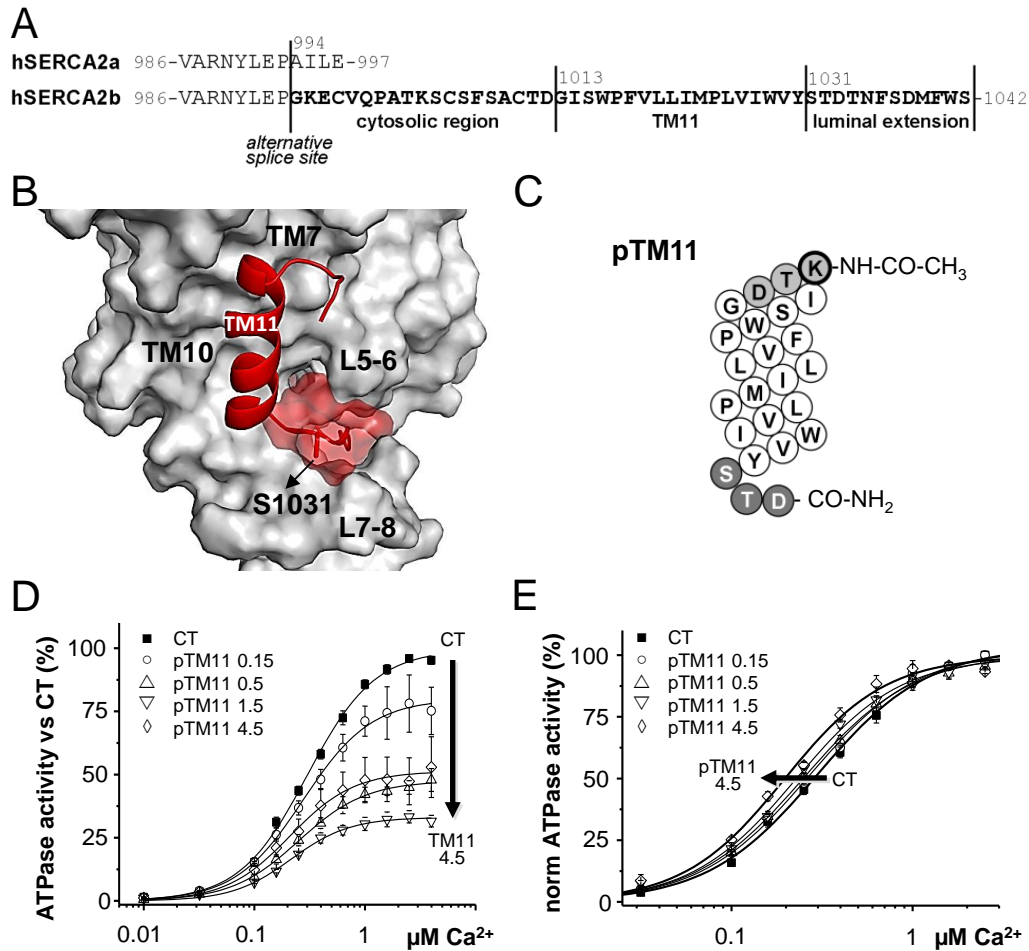 A
994
hSERCA2a 986-VARNYLEPAILE-997
1013 1031
hSERCA2b 986-VARNYLEPGKECVQPATKSCSFSACTDGISWPFVLLIMPLVIWVYSTDTNFSDMFWS-1042
cytosolic region TM11 luminal extension
alternative
splice site
B
TM7
TM11
TM10
L5-6
S1031
L7-8
C
pTM11
K-NH-CO-CH3
T
D
G
I
S
W
P
F
V
L
L
I
M
P
L
V
I
W
V
Y
S
T
D- CO-NH2
D
CT
pTM11 0.15
pTM11 0.5
pTM11 1.5
pTM11 4.5
CT
TM11
4.5
ATPase activity vs CT (%)
100
75
50
25
0
0.01 0.1 1 µM Ca²⁺
E
CT
pTM11 0.15
pTM11 0.5
pTM11 1.5
pTM11 4.5
pTM11
4.5
CT
norm ATPase activity (%)
100
75
50
25
0
0.1 1 µM Ca²⁺